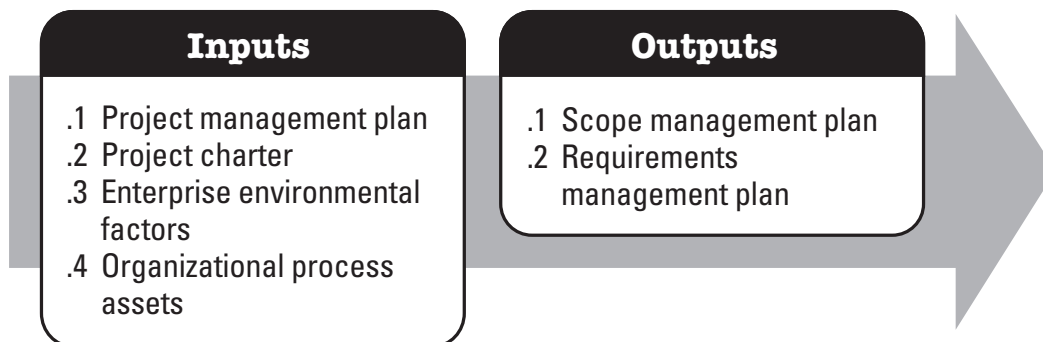 Inputs
.1 Project management plan
.2 Project charter
.3 Enterprise environmental
factors
.4 Organizational process
assets
Outputs
.1 Scope management plan
.2 Requirements
management plan